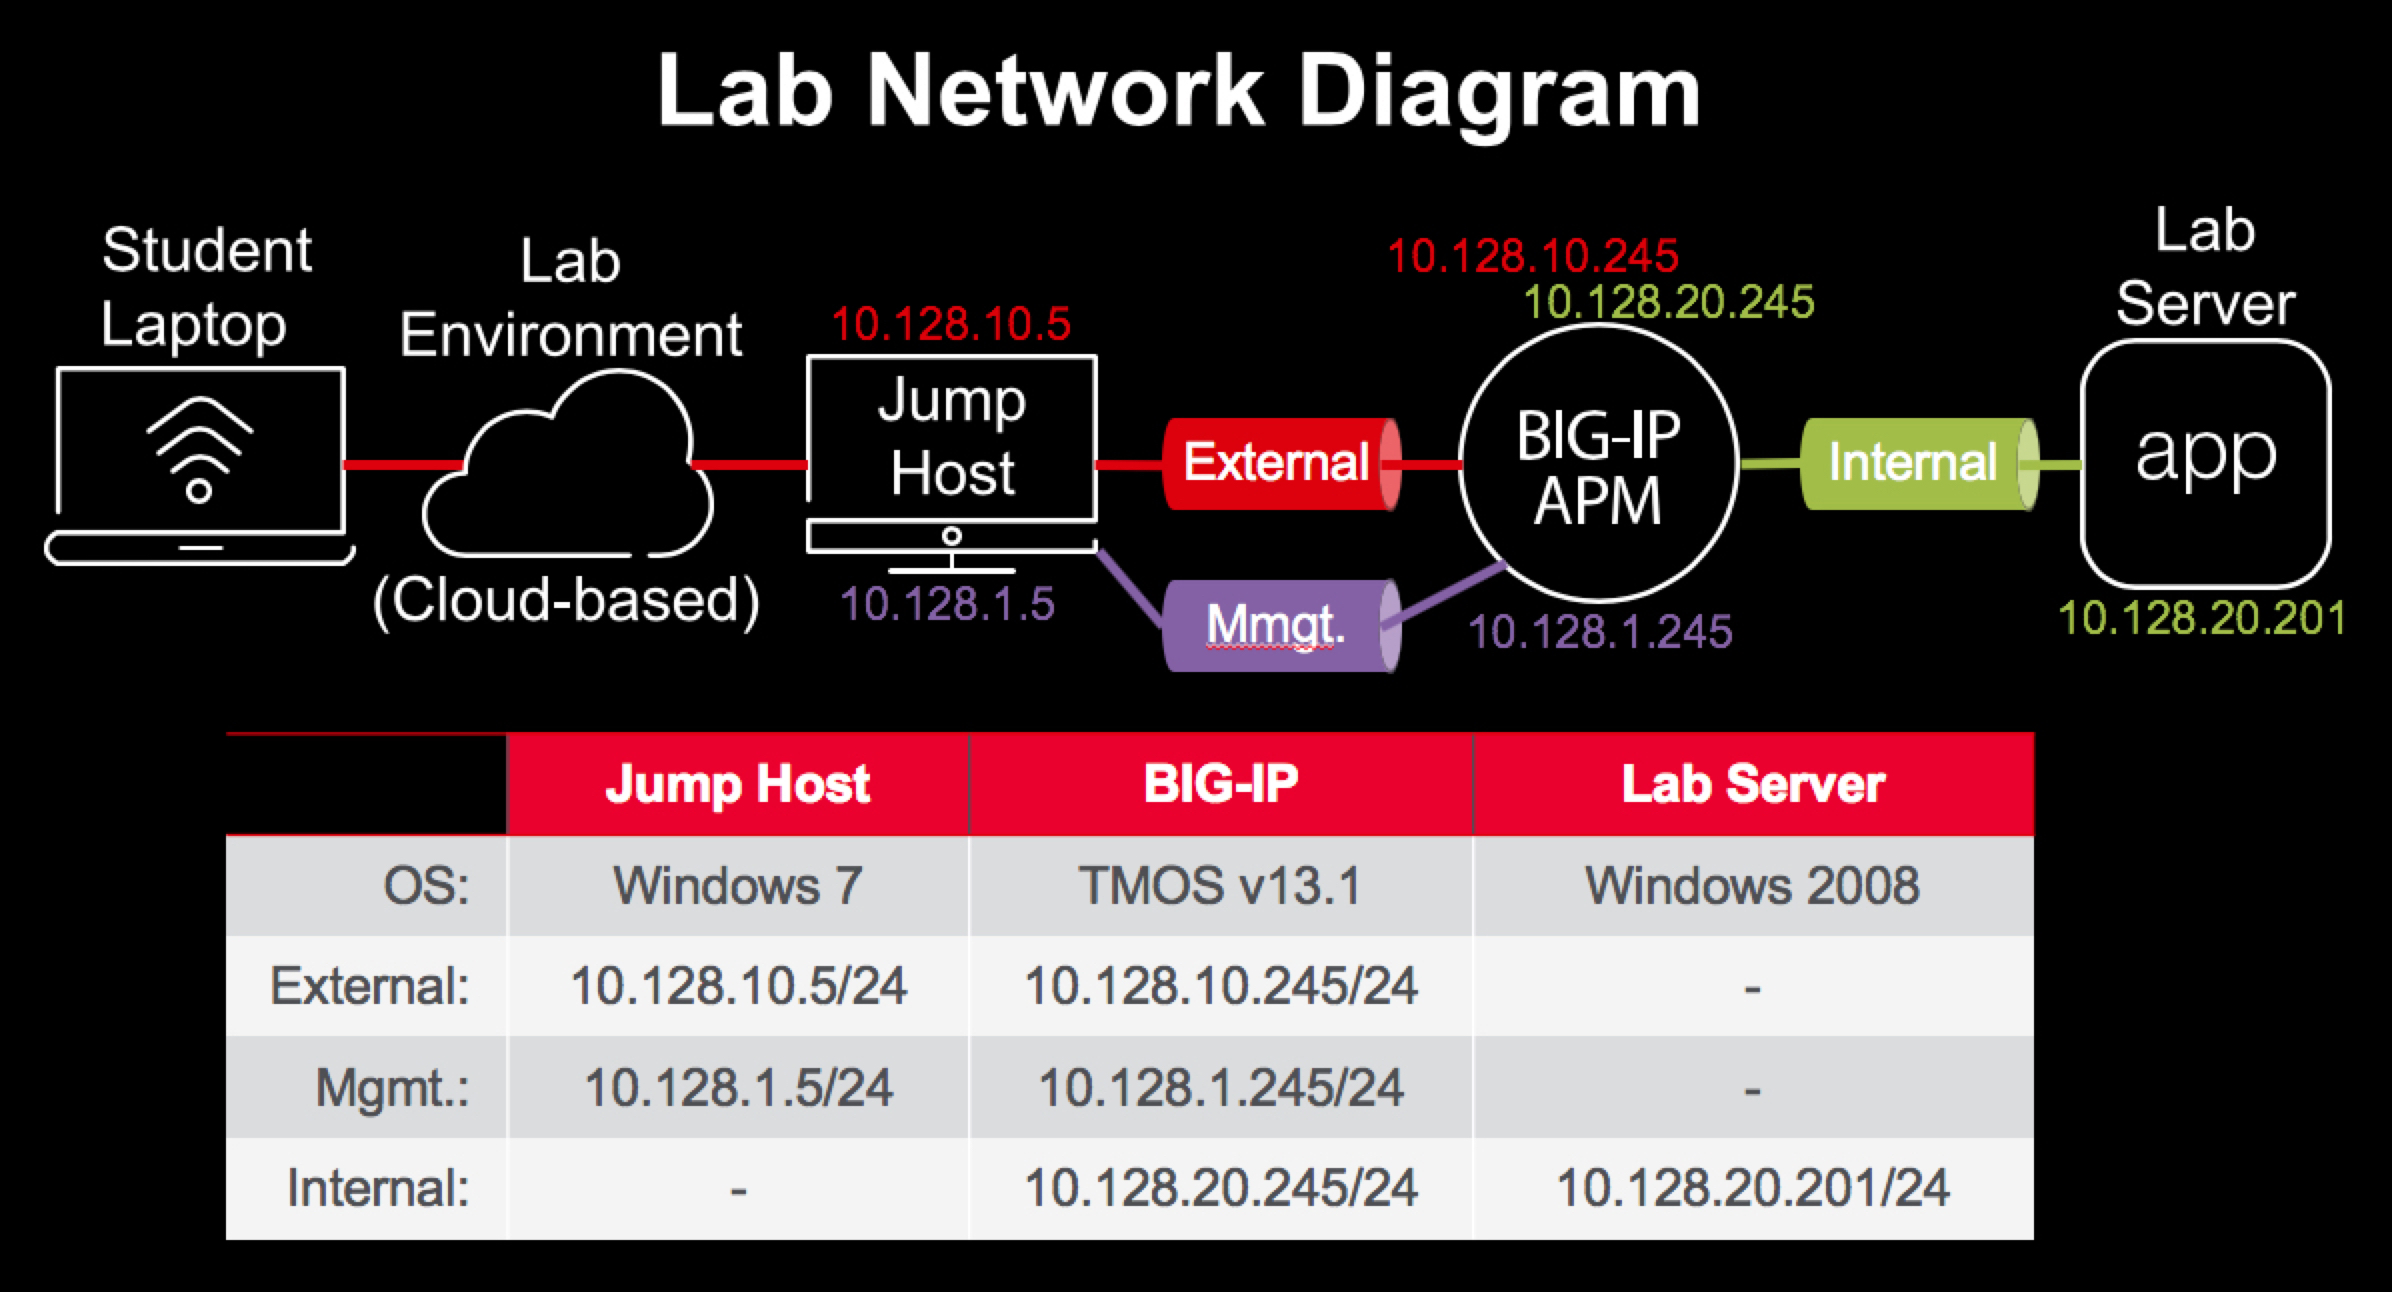 Lab Network Diagram
Student
Laptop
Lab
Environment
(Cloud-based)
10.128.10.5
Jump
Host
10.128.1.5
External
Mmgt.
10.128.10.245
10.128.20.245
BIG-IP
APM
10.128.1.245
Internal
Lab
Server
app
10.128.20.201
Jump Host BIG-IP Lab Server
OS: Windows 7 TMOS v13.1 Windows 2008
External: 10.128.10.5/24 10.128.10.245/24 -
Mgmt.: 10.128.1.5/24 10.128.1.245/24 -
Internal: - 10.128.20.245/24 10.128.20.201/24